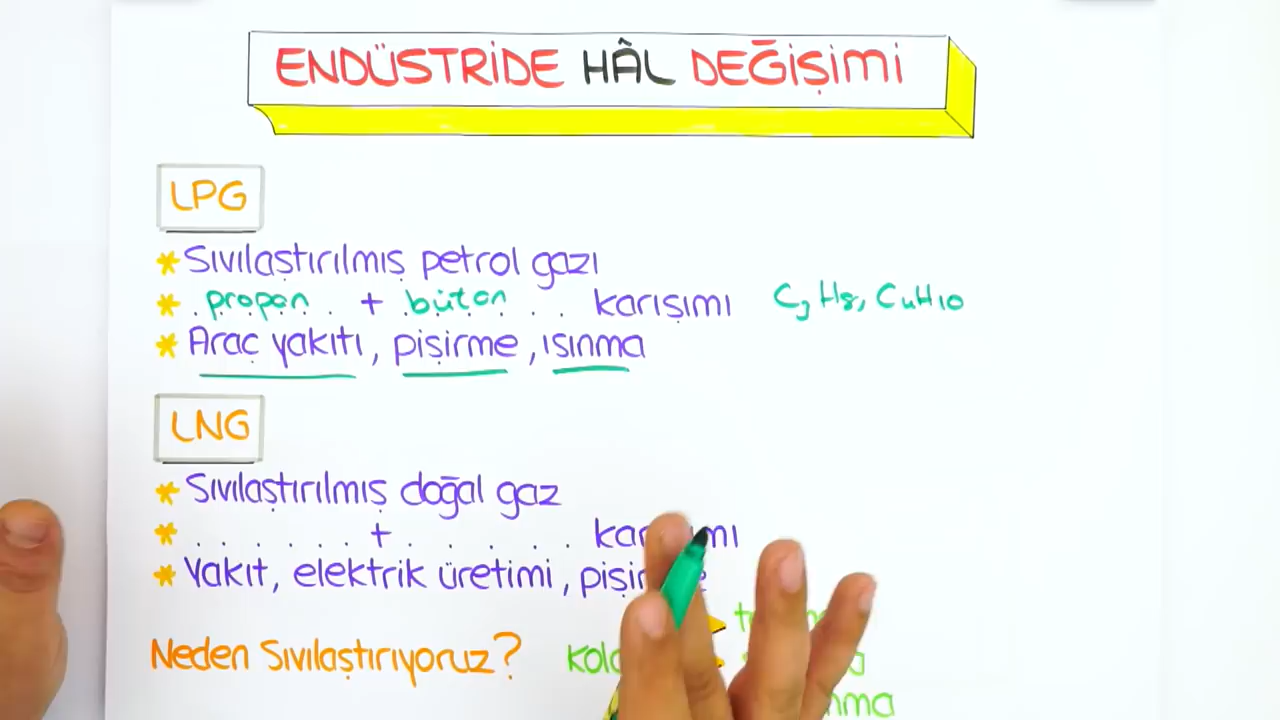 ENDÜSTRİDE HÂL DEĞİŞİMİ
LPG
* Sıvılaştırılmış petrol gazı
* . propan . . + . bütan . . . karışımı C3H8, C4H10
* Araç yakıtı, pişirme, ısınma
LNG
* Sıvılaştırılmış doğal gaz
* . . . . . . + . . . . . karışımı
* Yakıt, elektrik üretimi,
Neden Sıvılaştırıyoruz?